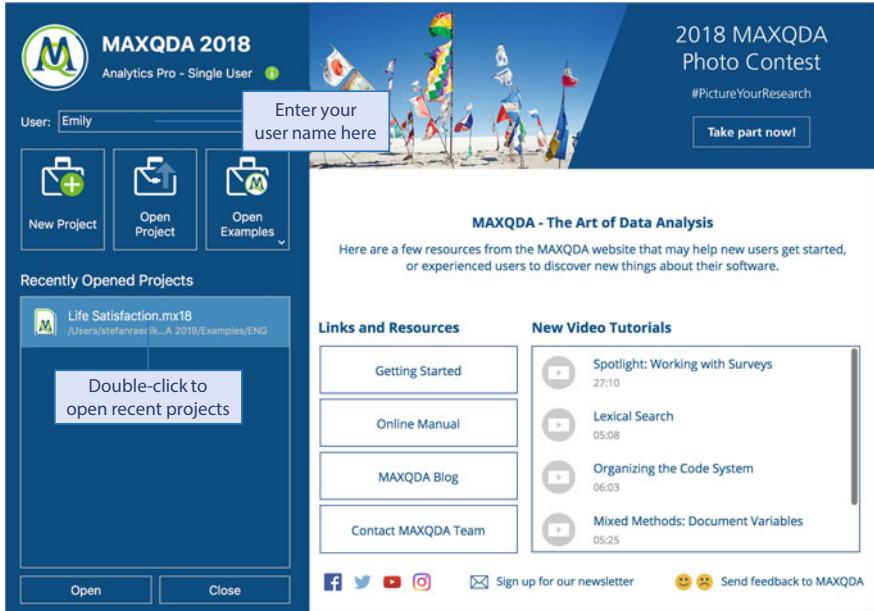 MAXQDA 2018
Analytics Pro - Single User
User: Emily
Enter your
user name here
New Project
Open
Project
Open
Examples
Recently Opened Projects
Life Satisfaction.mx18
/Users/stefanraedik...A 2018/Examples/ENG
Double-click to
open recent projects
Open
Close
2018 MAXQDA
Photo Contest
#PictureYourResearch
Take part now!
MAXQDA - The Art of Data Analysis
Here are a few resources from the MAXQDA website that may help new users get started,
or experienced users to discover new things about their software.
Links and Resources
Getting Started
Online Manual
MAXQDA Blog
Contact MAXQDA Team
New Video Tutorials
Spotlight: Working with Surveys
27:10
Lexical Search
05:08
Organizing the Code System
06:03
Mixed Methods: Document Variables
05:25
Sign up for our newsletter
Send feedback to MAXQDA